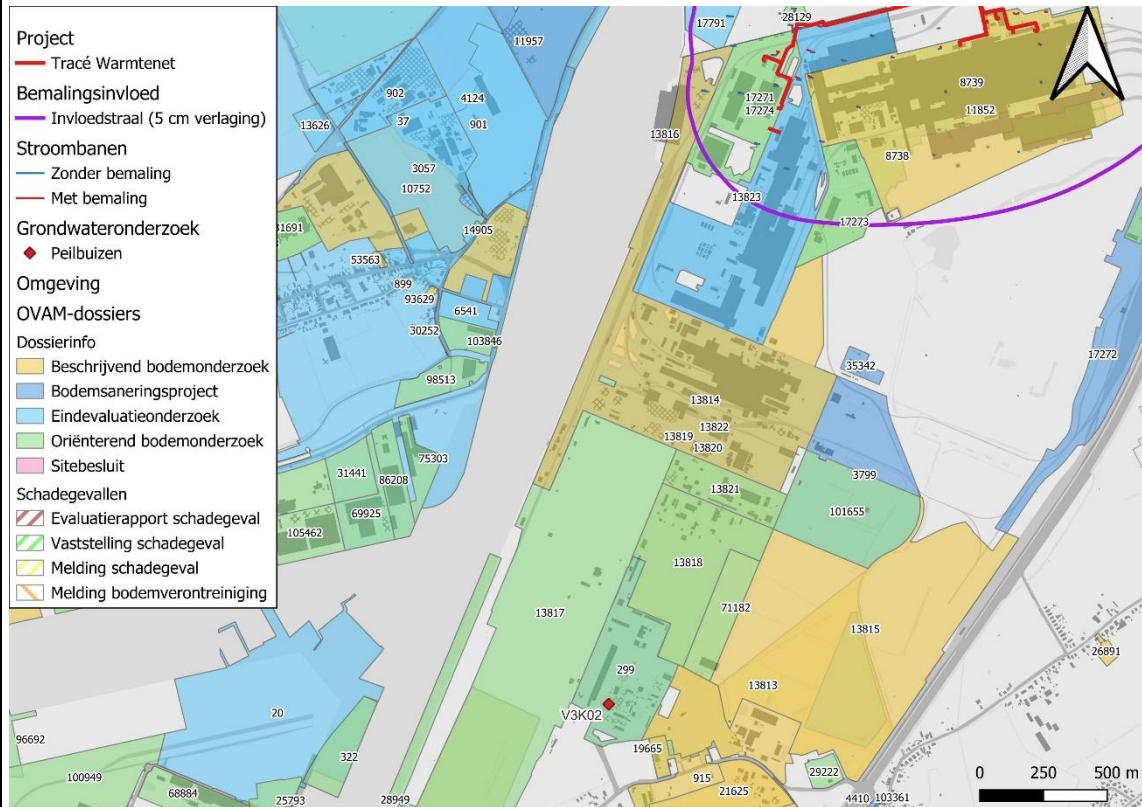 Project
Tracé Warmtenet
Bemalingsinvloed
Invloedstraal (5 cm verlaging)
Stroombanen
Zonder bemaling
Met bemaling
Grondwateronderzoek
Peilbuizen
Omgeving
OVAM-dossiers
Dossierinfo
Beschrijvend bodemonderzoek
Bodemsaneringsproject
Eindevaluatieonderzoek
Oriënterend bodemonderzoek
Sitebesluit
Schadegevallen
Evaluatierapport schadegeval
Vaststelling schadegeval
Melding schadegeval
Melding bodemverontreiniging
17791
28129
11957
902
4124
37
901
13626
3057
10752
14905
31691
53563
899
93629
6541
30252
103846
98513
75303
31441
86208
69925
105462
13816
17271
17274
8739
11852
8738
13823
17273
17272
35342
13814
13822
13819
13820
3799
13821
101655
13818
71182
13817
13815
299
13813
V3K02
26891
20
322
96692
100949
68884
25793
28949
19665
915
21625
29222
4410
103361
0 250 500 m